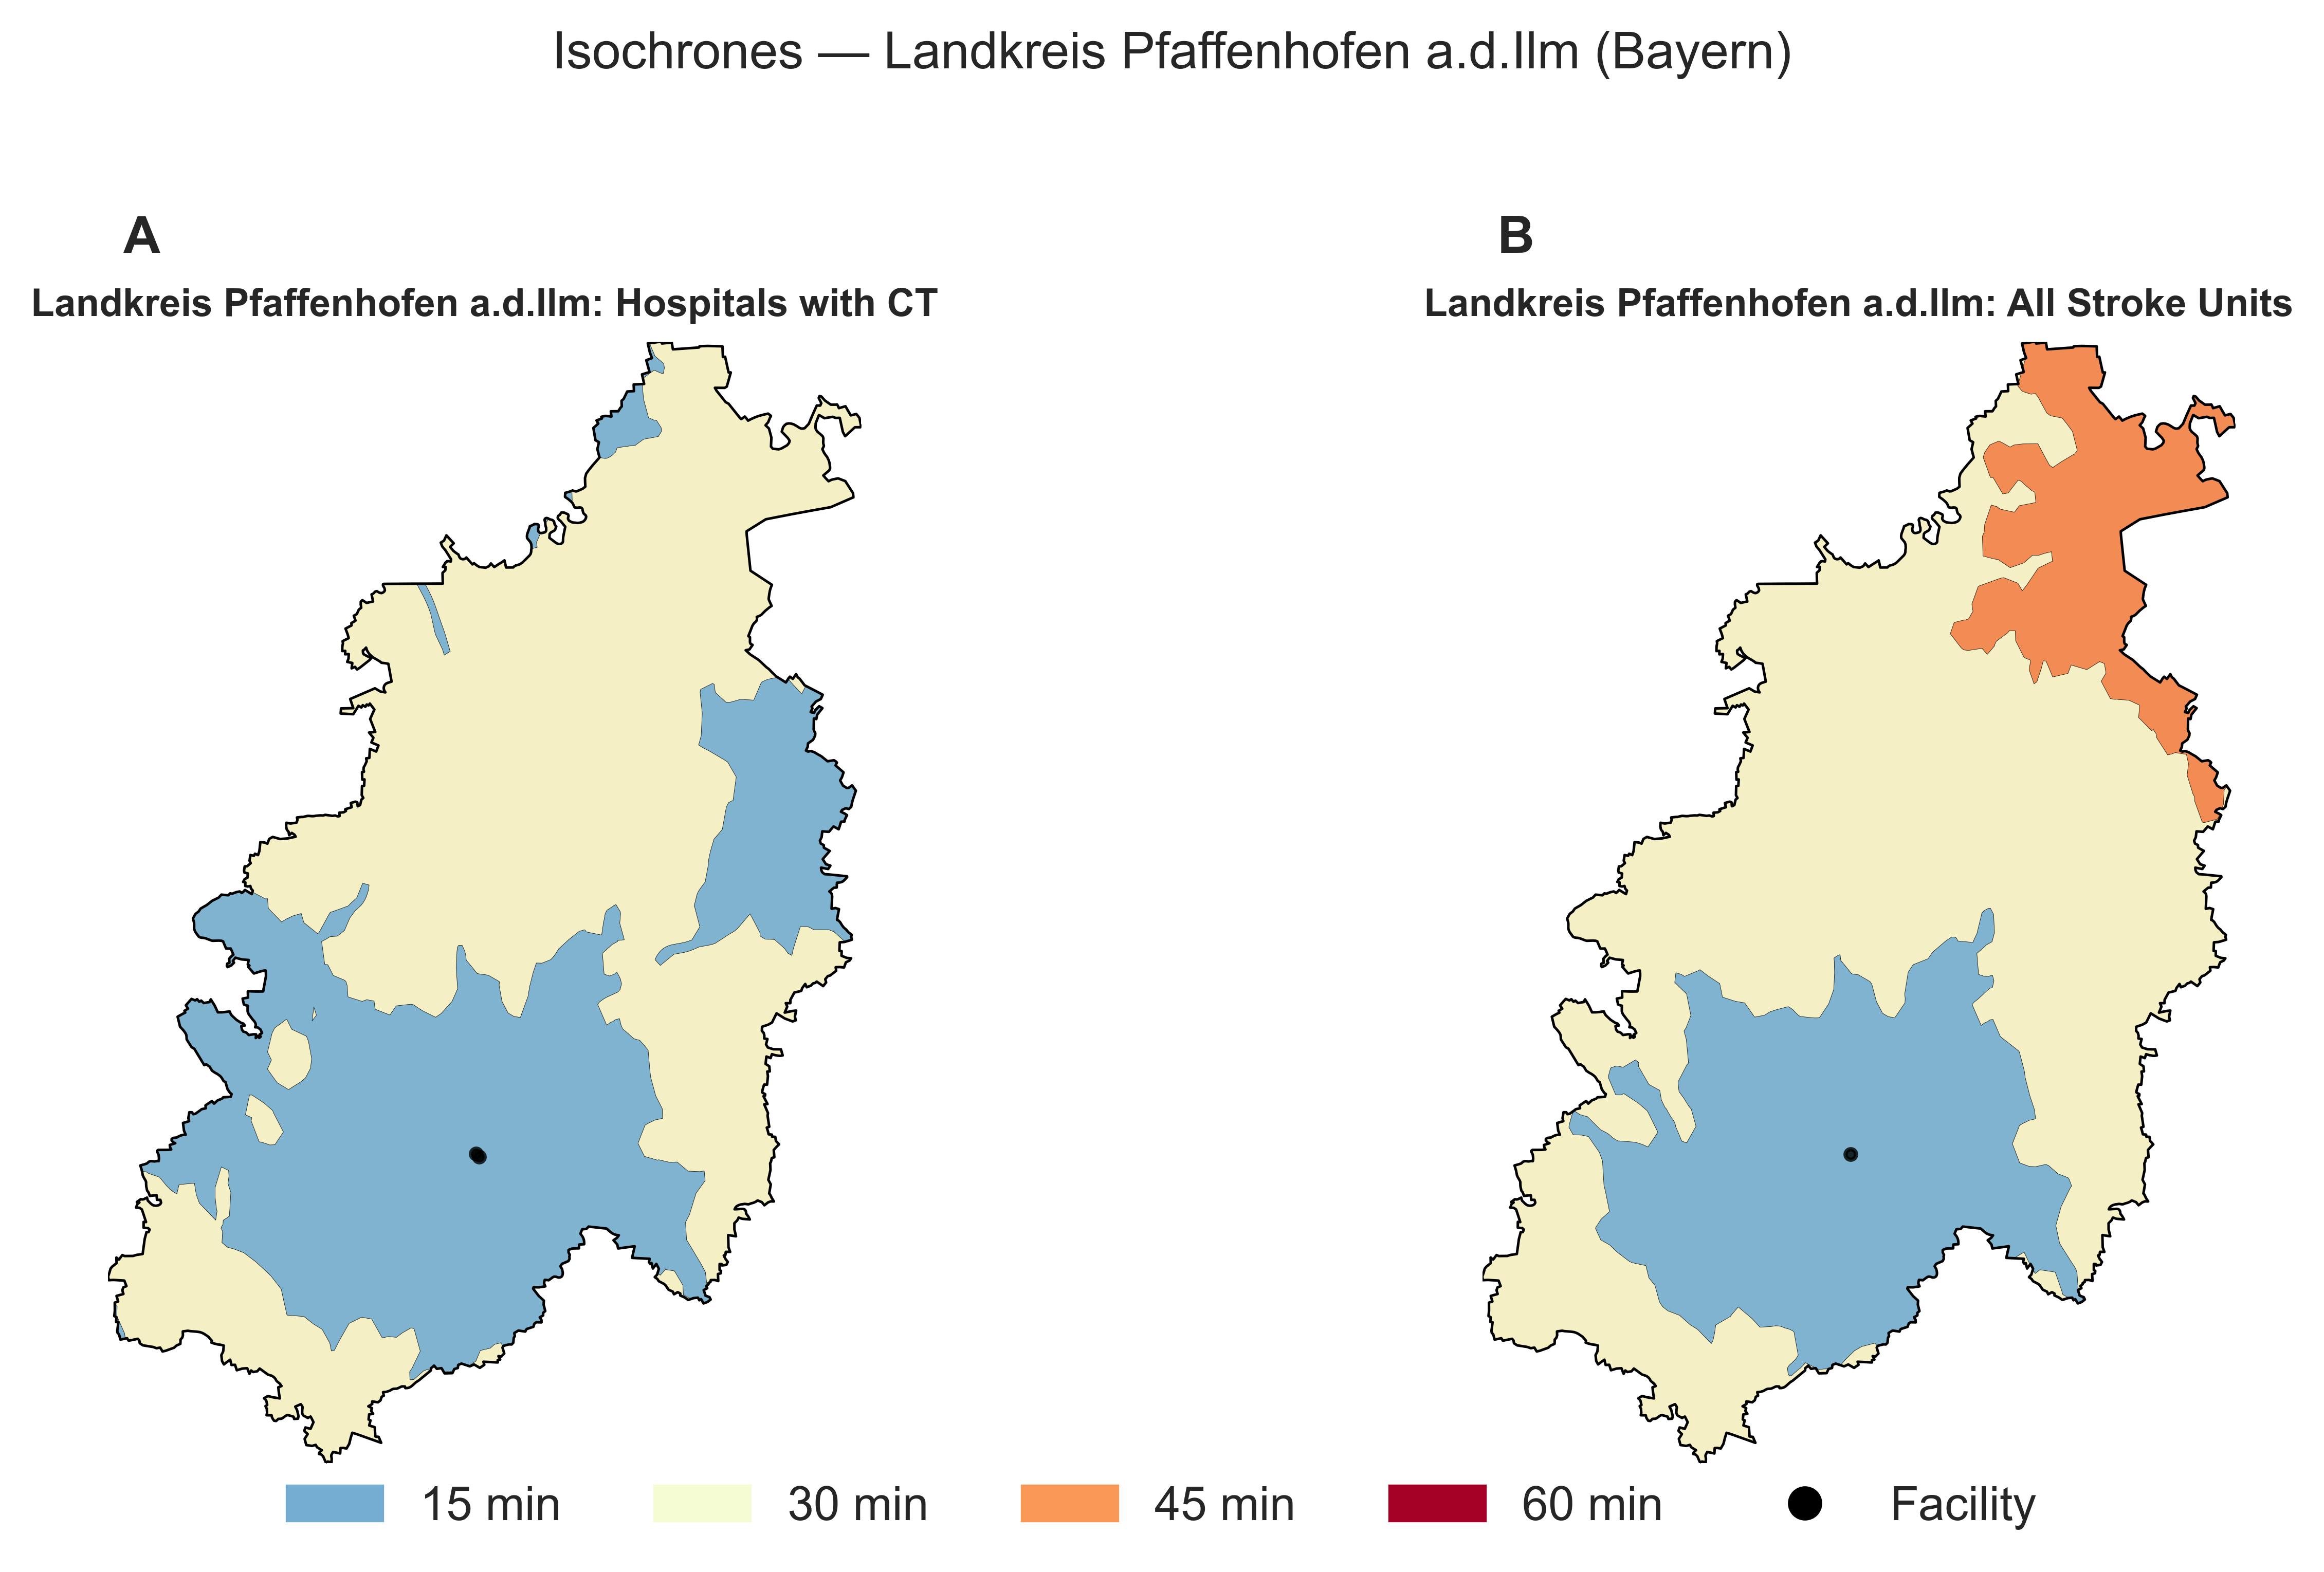 Isochrones — Landkreis Pfaffenhofen a.d.Ilm (Bayern)
A
B
Landkreis Pfaffenhofen a.d.Ilm: Hospitals with CT
Landkreis Pfaffenhofen a.d.Ilm: All Stroke Units
15 min
30 min
45 min
60 min
Facility